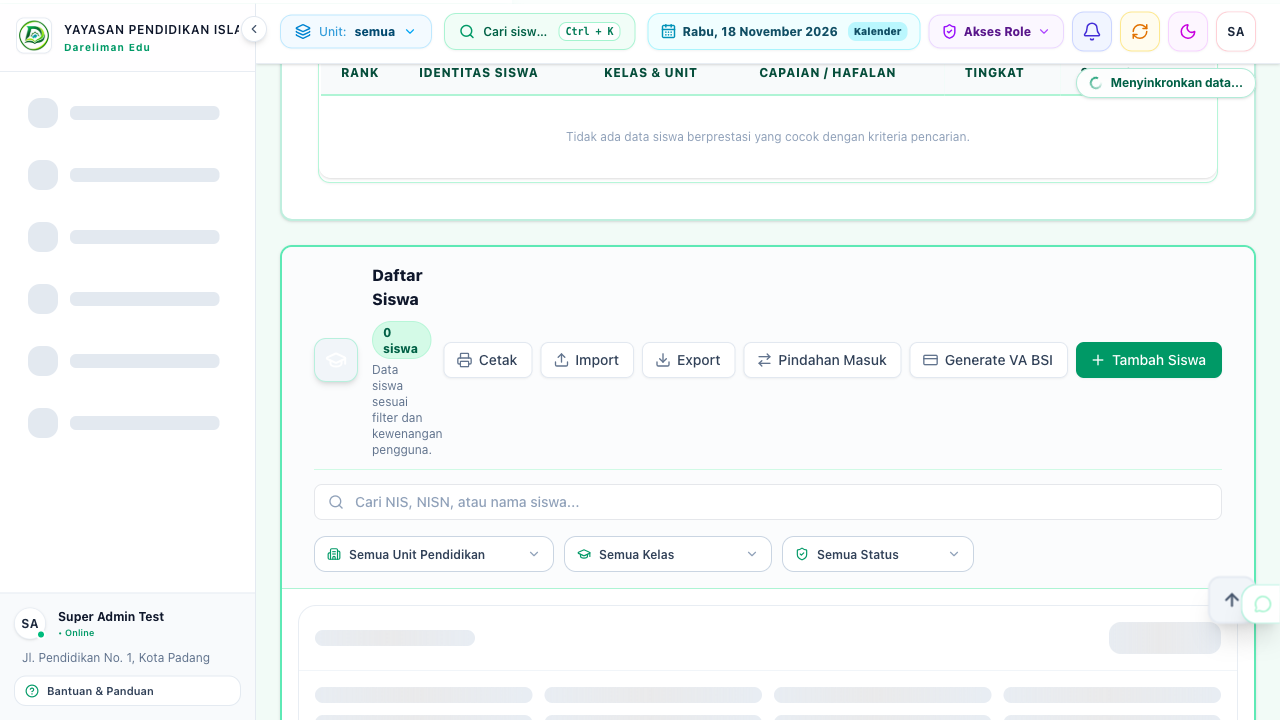 YAYASAN PENDIDIKAN ISLA
Dareliman Edu
Unit: semua
Cari sisw...
Ctrl + K
Rabu, 18 November 2026
Kalender
Akses Role
SA
RANK
IDENTITAS SISWA
KELAS & UNIT
CAPAIAN / HAFALAN
TINGKAT
Menyinkronkan data...
Tidak ada data siswa berprestasi yang cocok dengan kriteria pencarian.
Daftar
Siswa
0
siswa
Data
siswa
sesuai
filter dan
kewenangan
pengguna.
Cetak
Import
Export
Pindahan Masuk
Generate VA BSI
Tambah Siswa
Cari NIS, NISN, atau nama siswa...
Semua Unit Pendidikan
Semua Kelas
Semua Status
SA
Super Admin Test
• Online
Jl. Pendidikan No. 1, Kota Padang
Bantuan & Panduan